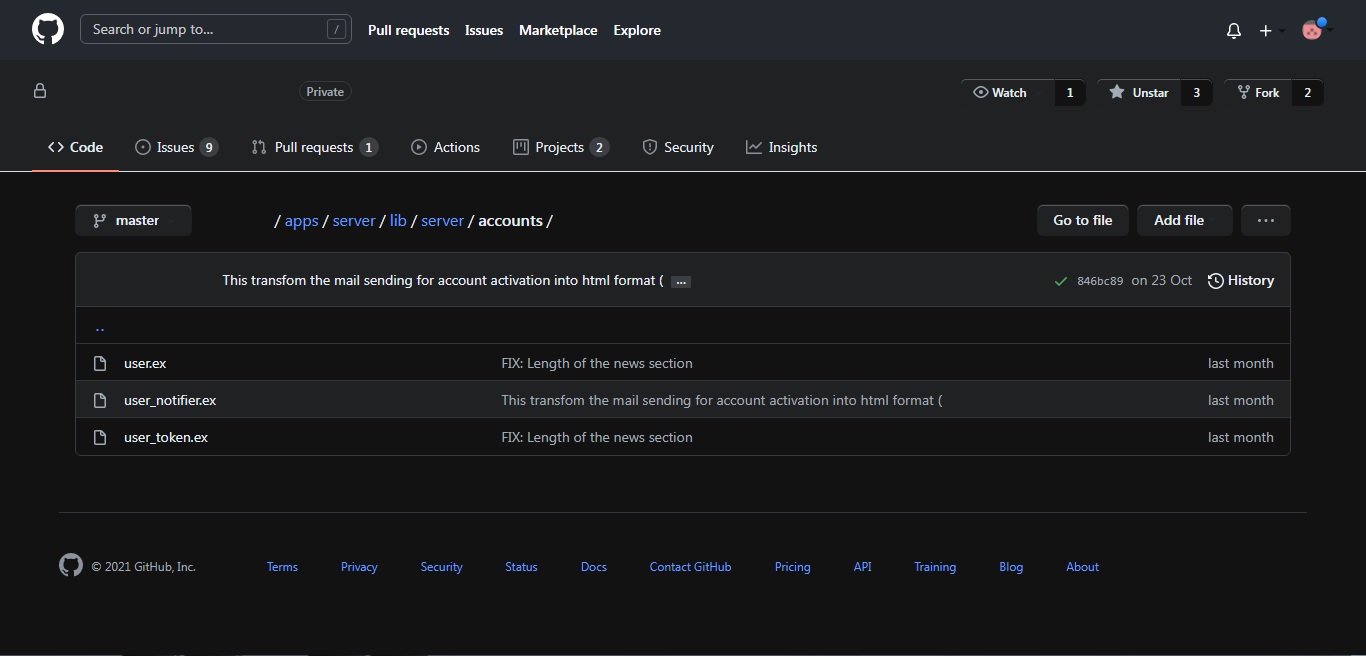 Search or jump to... / Pull requests Issues Marketplace Explore
Private Watch 1 Unstar 3 Fork 2
Code Issues 9 Pull requests 1 Actions Projects 2 Security Insights
master / apps / server / lib / server / accounts / Go to file Add file ...
This transfom the mail sending for account activation into html format ( ... 846bc89 on 23 Oct History
..
user.ex FIX: Length of the news section last month
user_notifier.ex This transfom the mail sending for account activation into html format ( last month
user_token.ex FIX: Length of the news section last month
© 2021 GitHub, Inc. Terms Privacy Security Status Docs Contact GitHub Pricing API Training Blog About